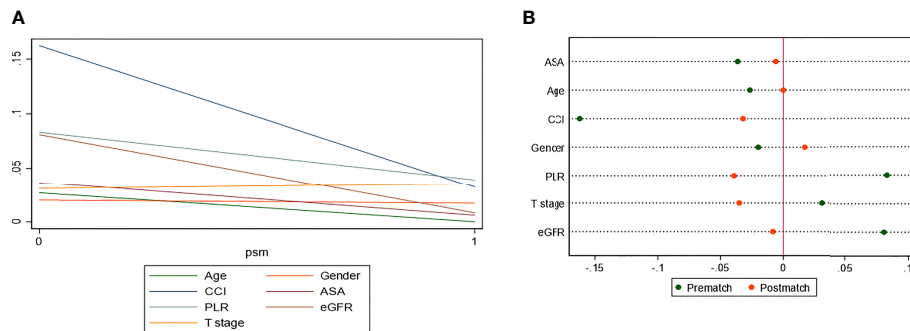 A
.15
.1
.05
0
0
1
psm
Age
Gender
CCI
ASA
PLR
eGFR
T stage
B
ASA
Age
CCI
Gender
PLR
T stage
eGFR
-.15
-.1
-.05
0
.05
.1
Prematch
Postmatch